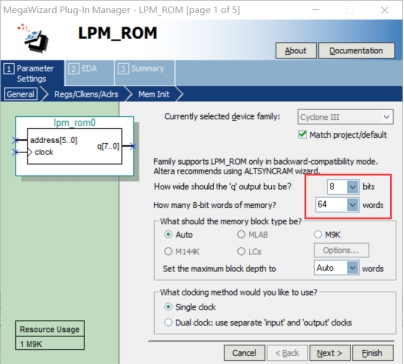 MegaWizard Plug-In Manager - LPM_ROM [page 1 of 5]
LPM_ROM
About
Documentation
1 Parameter Settings
2 EDA
3 Summary
General
Regs/Clkens/Adrs
Mem Init
lpm_rom0
address[5..0]
q[7..0]
clock
Currently selected device family:
Cyclone III
Match project/default
Family supports LPM_ROM only in backward-compatibility mode.
Altera recommends using ALTSYNCRAM wizard.
How wide should the 'q' output bus be?
8
bits
How many 8-bit words of memory?
64
words
What should the memory block type be?
Auto
MLAB
M9K
M144K
LCs
Options...
Set the maximum block depth to
Auto
words
What clocking method would you like to use?
Single clock
Dual clock: use separate 'input' and 'output' clocks
Resource Usage
1 M9K
Cancel
< Back
Next >
Finish